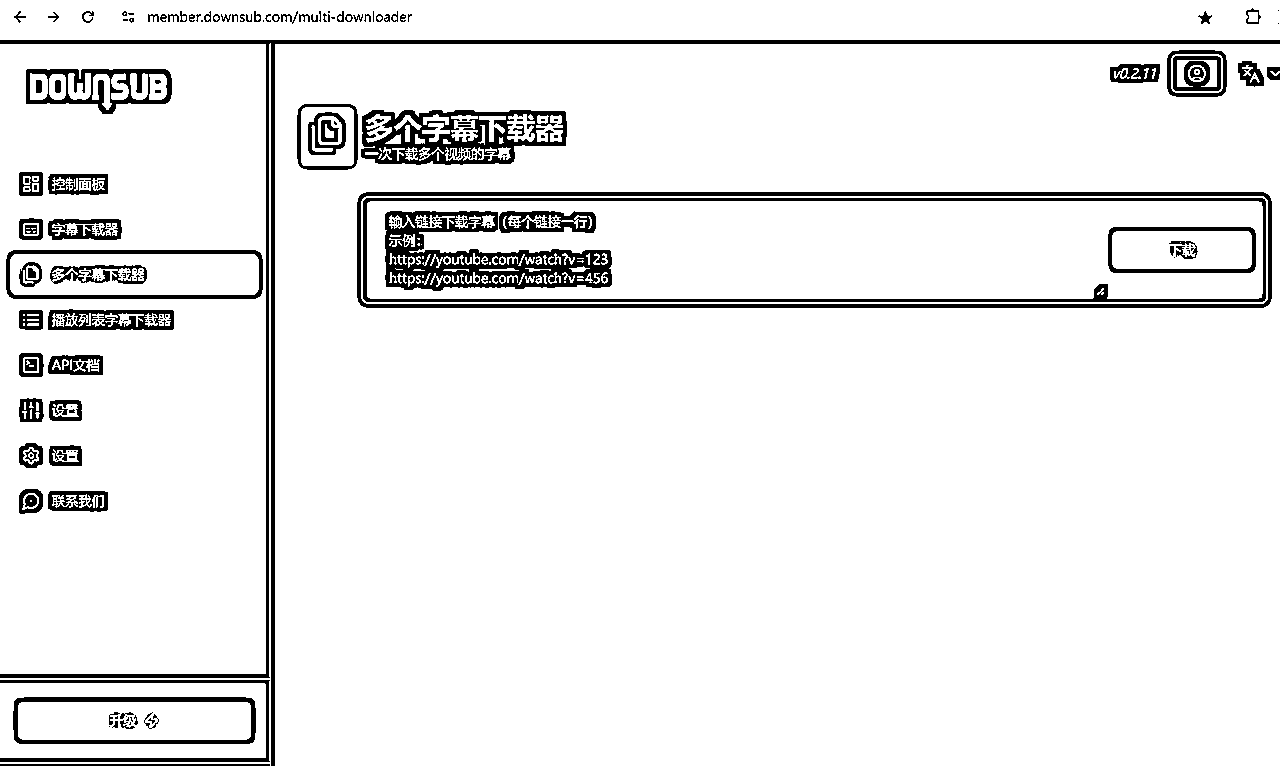 member.downsub.com/multi-downloader
DOWNSUB
v0.2.11
多个字幕下载器
一次下载多个视频的字幕
控制面板
字幕下载器
多个字幕下载器
播放列表字幕下载器
API文档
设置
设置
联系我们
输入链接下载字幕（每个链接一行）
示例：
https://youtube.com/watch?v=123
https://youtube.com/watch?v=456
下载
升级